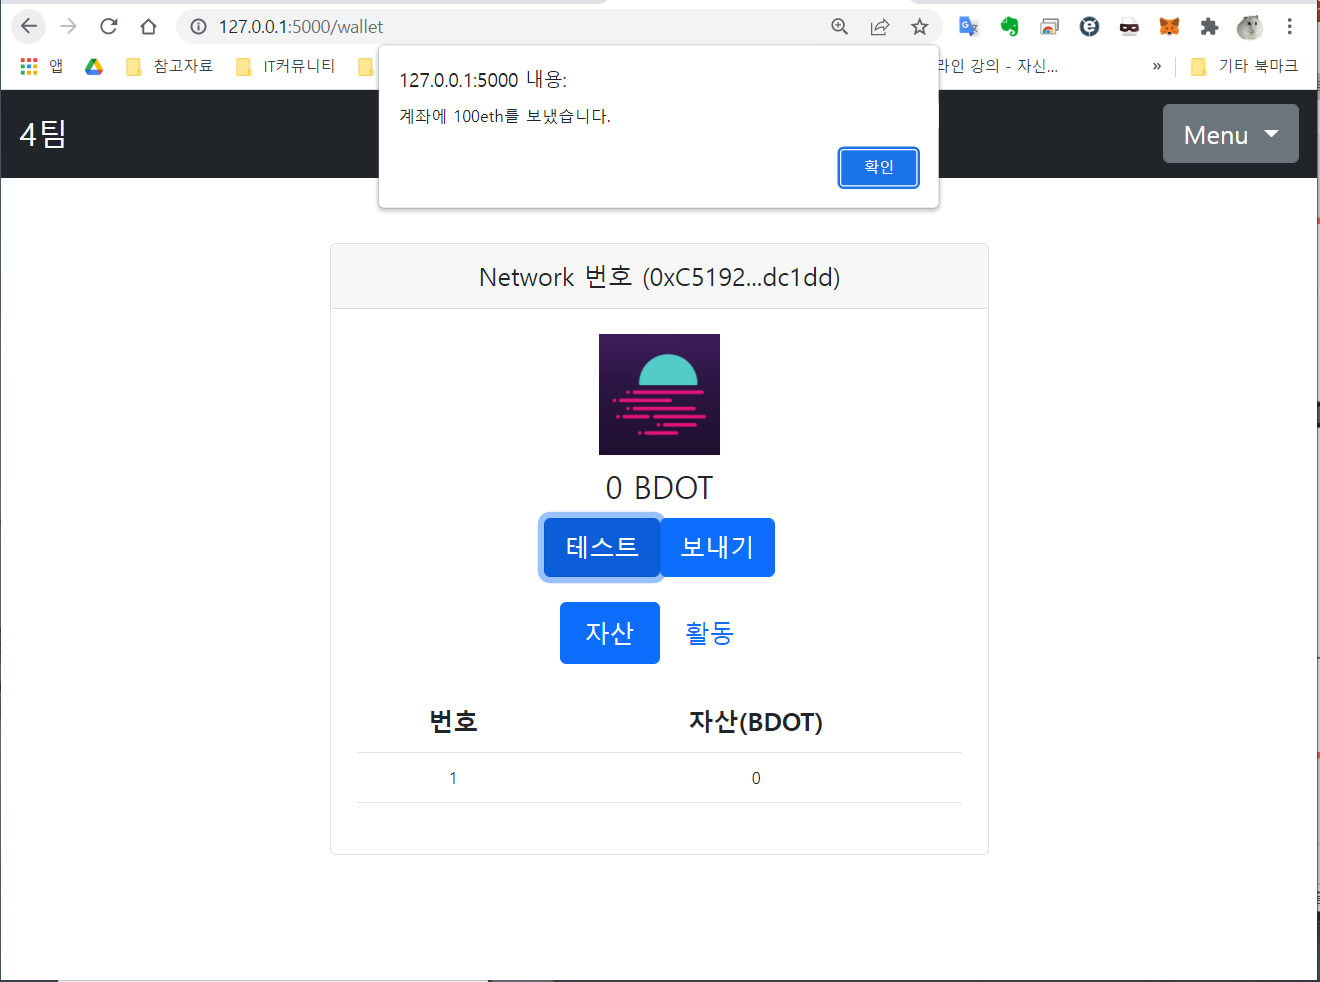 127.0.0.1:5000/wallet
앱
참고자료
IT커뮤니티
라인 강의 - 자신...
»
기타 북마크
127.0.0.1:5000 내용:
계좌에 100eth를 보냈습니다.
확인
4팀
Menu
Network 번호 (0xC5192...dc1dd)
0 BDOT
테스트 보내기
자산 활동
번호 자산(BDOT)
1 0